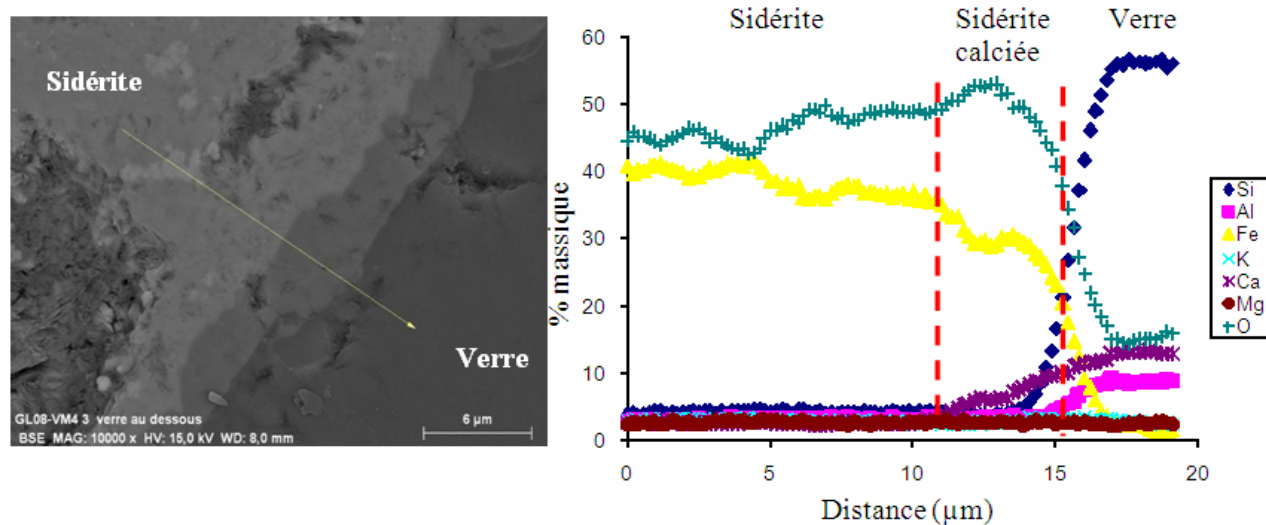 Sidérite
Verre
GL08-VM4 3 verre au dessous
BSE MAG: 10000 x HV: 15,0 kV WD: 8,0 mm
6 µm
Sidérite
Sidérite
calciée
Verre
% massique
60
50
40
30
20
10
0
0
5
10
15
20
Distance (µm)
Si
Al
Fe
K
Ca
Mg
O